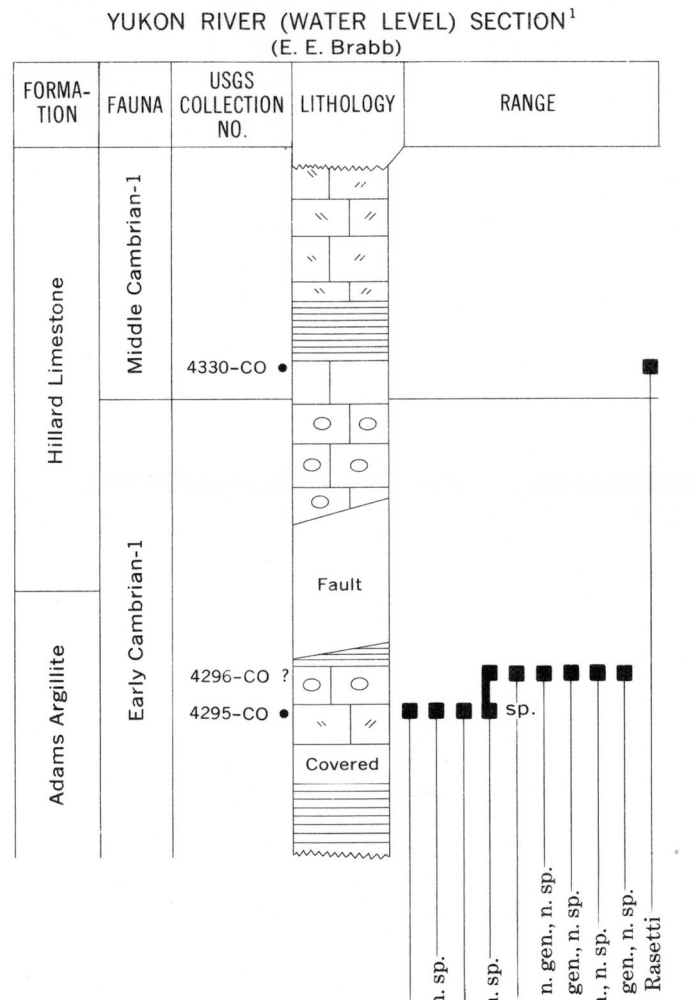 YUKON RIVER (WATER LEVEL) SECTION¹
(E. E. Brabb)
FORMA-
TION
FAUNA
USGS
COLLECTION
NO.
LITHOLOGY
RANGE
Hillard Limestone
Middle Cambrian-1
4330-CO
Early Cambrian-1
Fault
Adams Argillite
4296-CO ?
4295-CO
sp.
Covered
sp.
sp.
n. gen., n. sp.
gen., n. sp.
n. sp.
gen., n. sp.
Rasetti